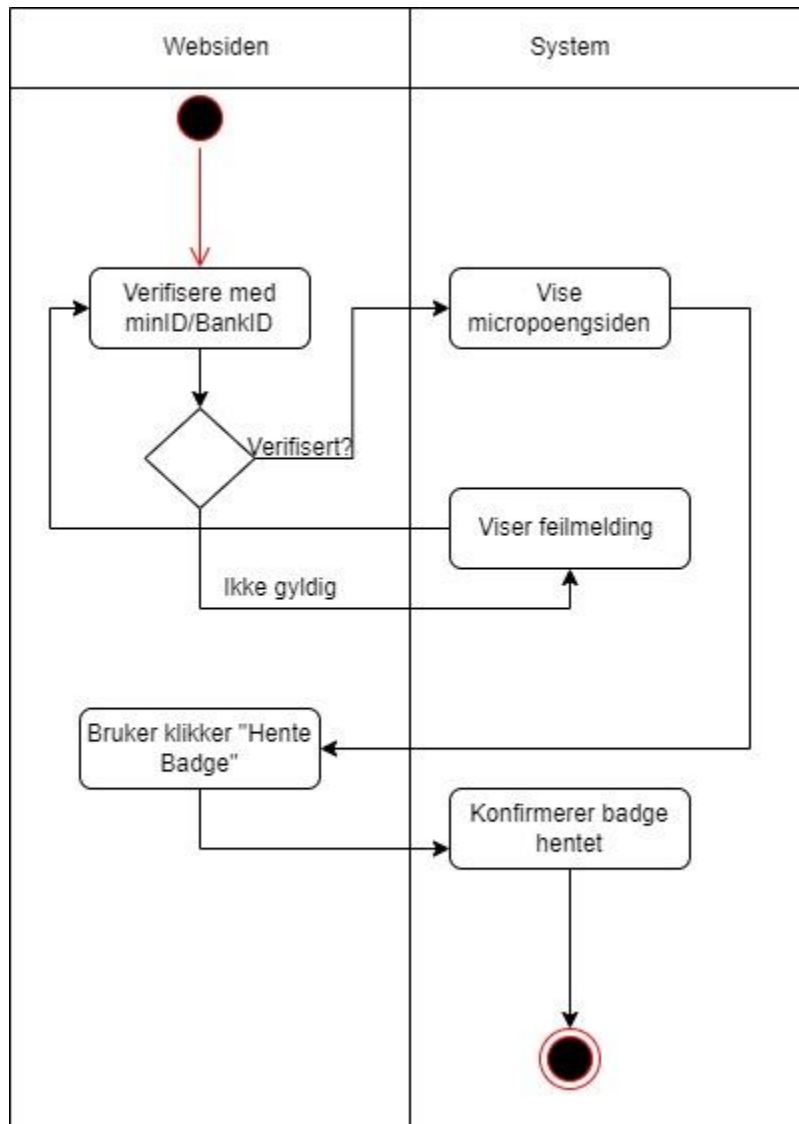 Websiden
System
Verifisere med
minID/BankID
Vise
micropoengsiden
Verifisert?
Viser feilmelding
Ikke gyldig
Bruker klikker "Hente
Badge"
Konfirmerer badge
hentet